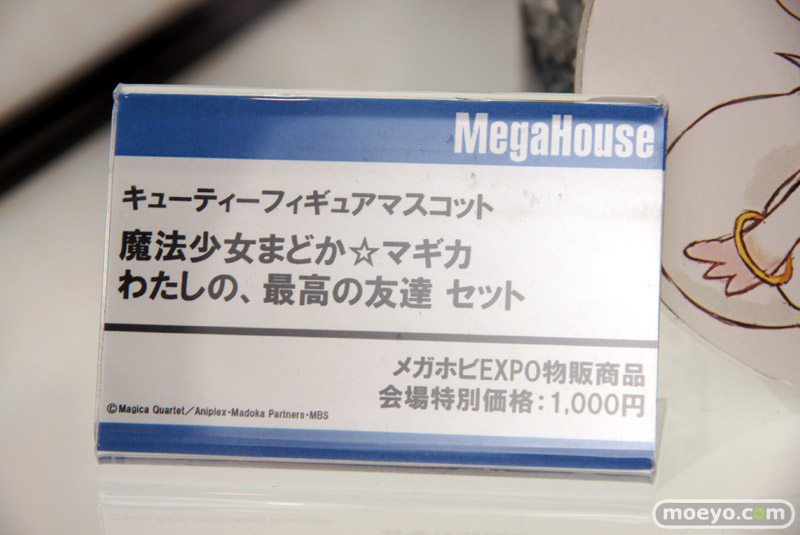 MegaHouse
キューティーフィギュアマスコット
魔法少女まどか☆マギカ
わたしの、最高の友達 セット
メガホビEXPO物販商品
会場特別価格：1,000円
©Magica Quartet／Aniplex・Madoka Partners・MBS
moeyo.com